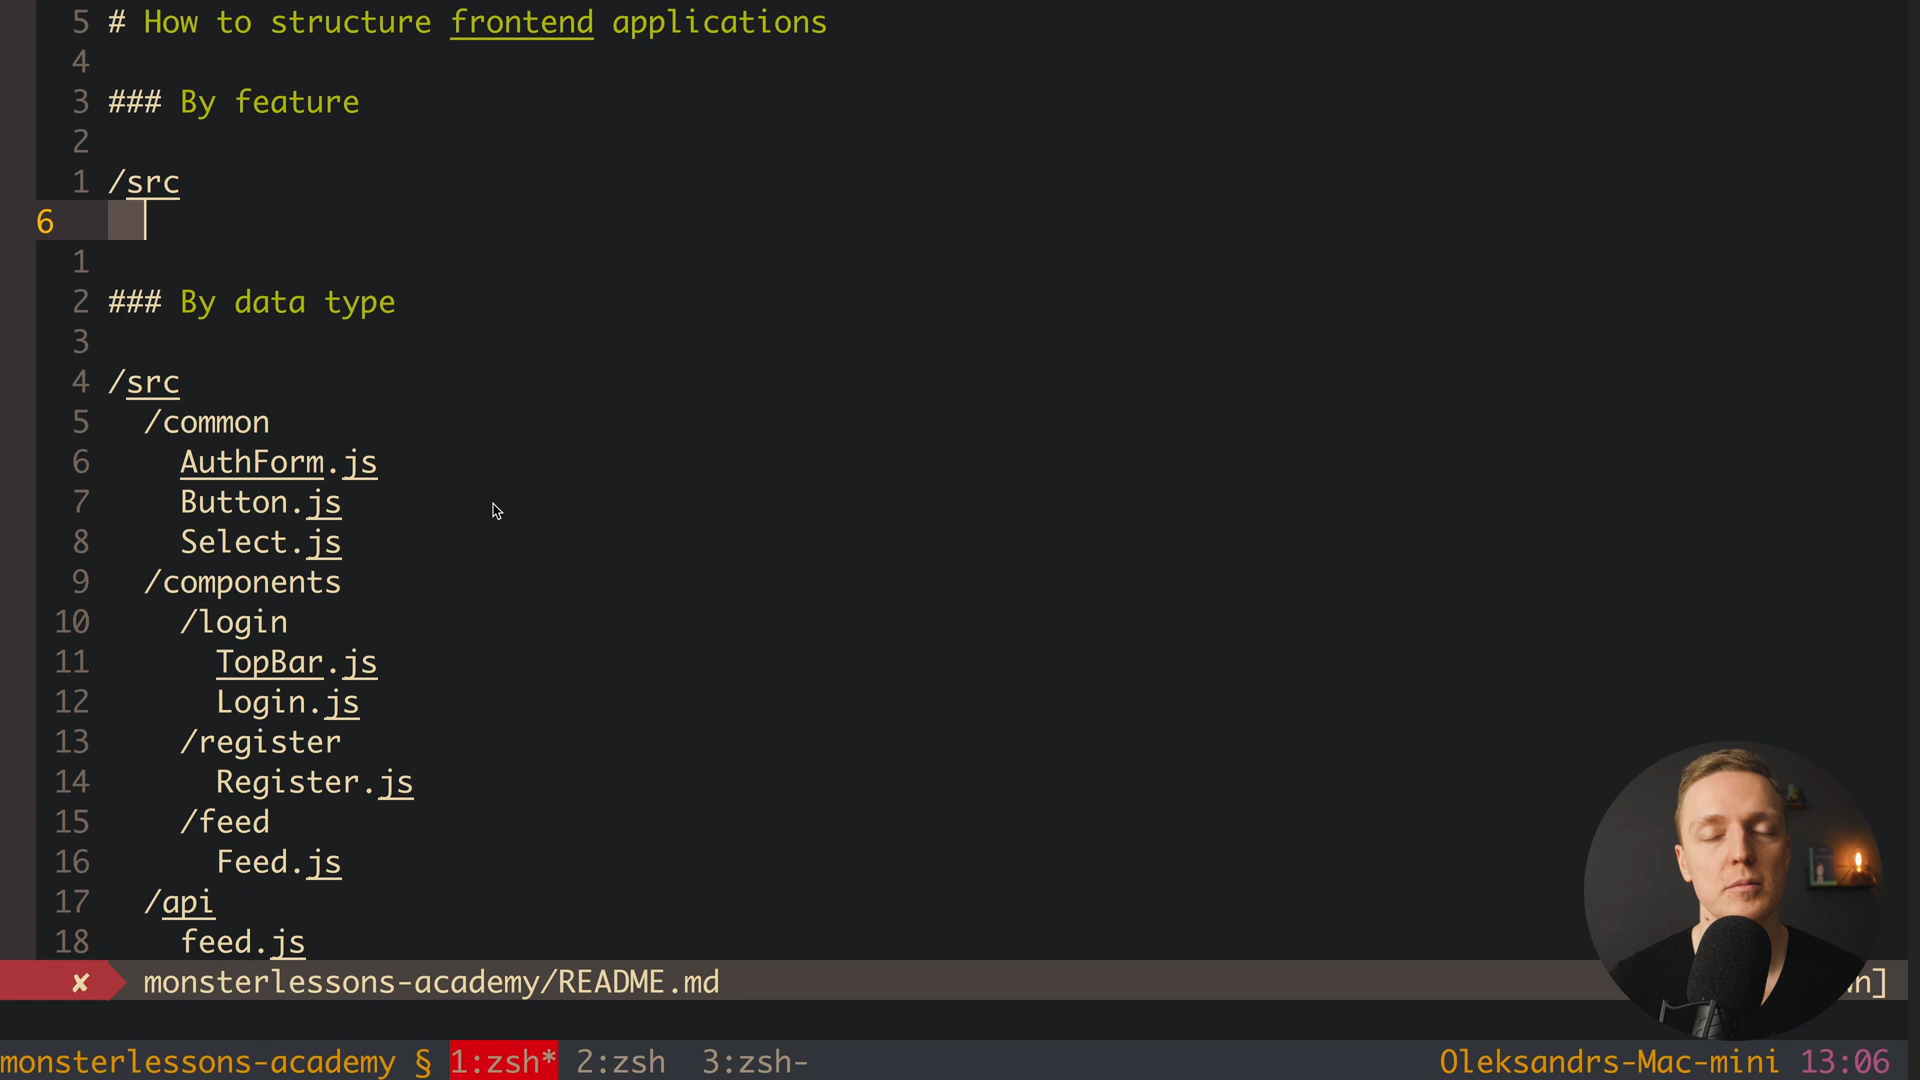 5 # How to structure frontend applications
4
3 ### By feature
2
1 /src
6
1
2 ### By data type
3
4 /src
5 /common
6 AuthForm.js
7 Button.js
8 Select.js
9 /components
10 /login
11 TopBar.js
12 Login.js
13 /register
14 Register.js
15 /feed
16 Feed.js
17 /api
18 feed.js
✘ monsterlessons-academy/README.md
monsterlessons-academy § 1:zsh* 2:zsh 3:zsh- Oleksandrs-Mac-mini 13:06